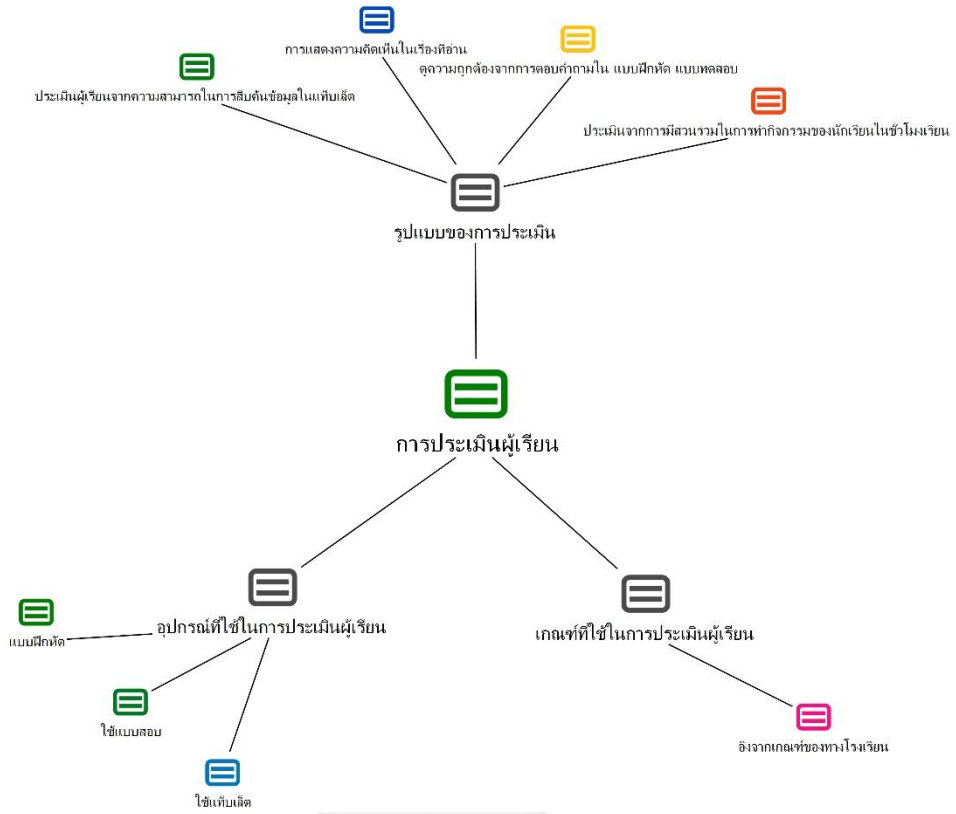 การแสดงความคิดเห็นในเรื่องที่อ่าน
ดูความถูกต้องจากการตอบคำถามใน แบบฝึกหัด แบบทดสอบ
ประเมินผู้เรียนจากความสามารถในการสืบค้นข้อมูลในแท็บเล็ต
ประเมินจากการมีส่วนร่วมในการทำกิจกรรมของนักเรียนในชั่วโมงเรียน
รูปแบบของการประเมิน
การประเมินผู้เรียน
อุปกรณ์ที่ใช้ในการประเมินผู้เรียน
เกณฑ์ที่ใช้ในการประเมินผู้เรียน
แบบฝึกหัด
ใช้แบบสอบ
อิงจากเกณฑ์ของทางโรงเรียน
ใช้แท็บเล็ต